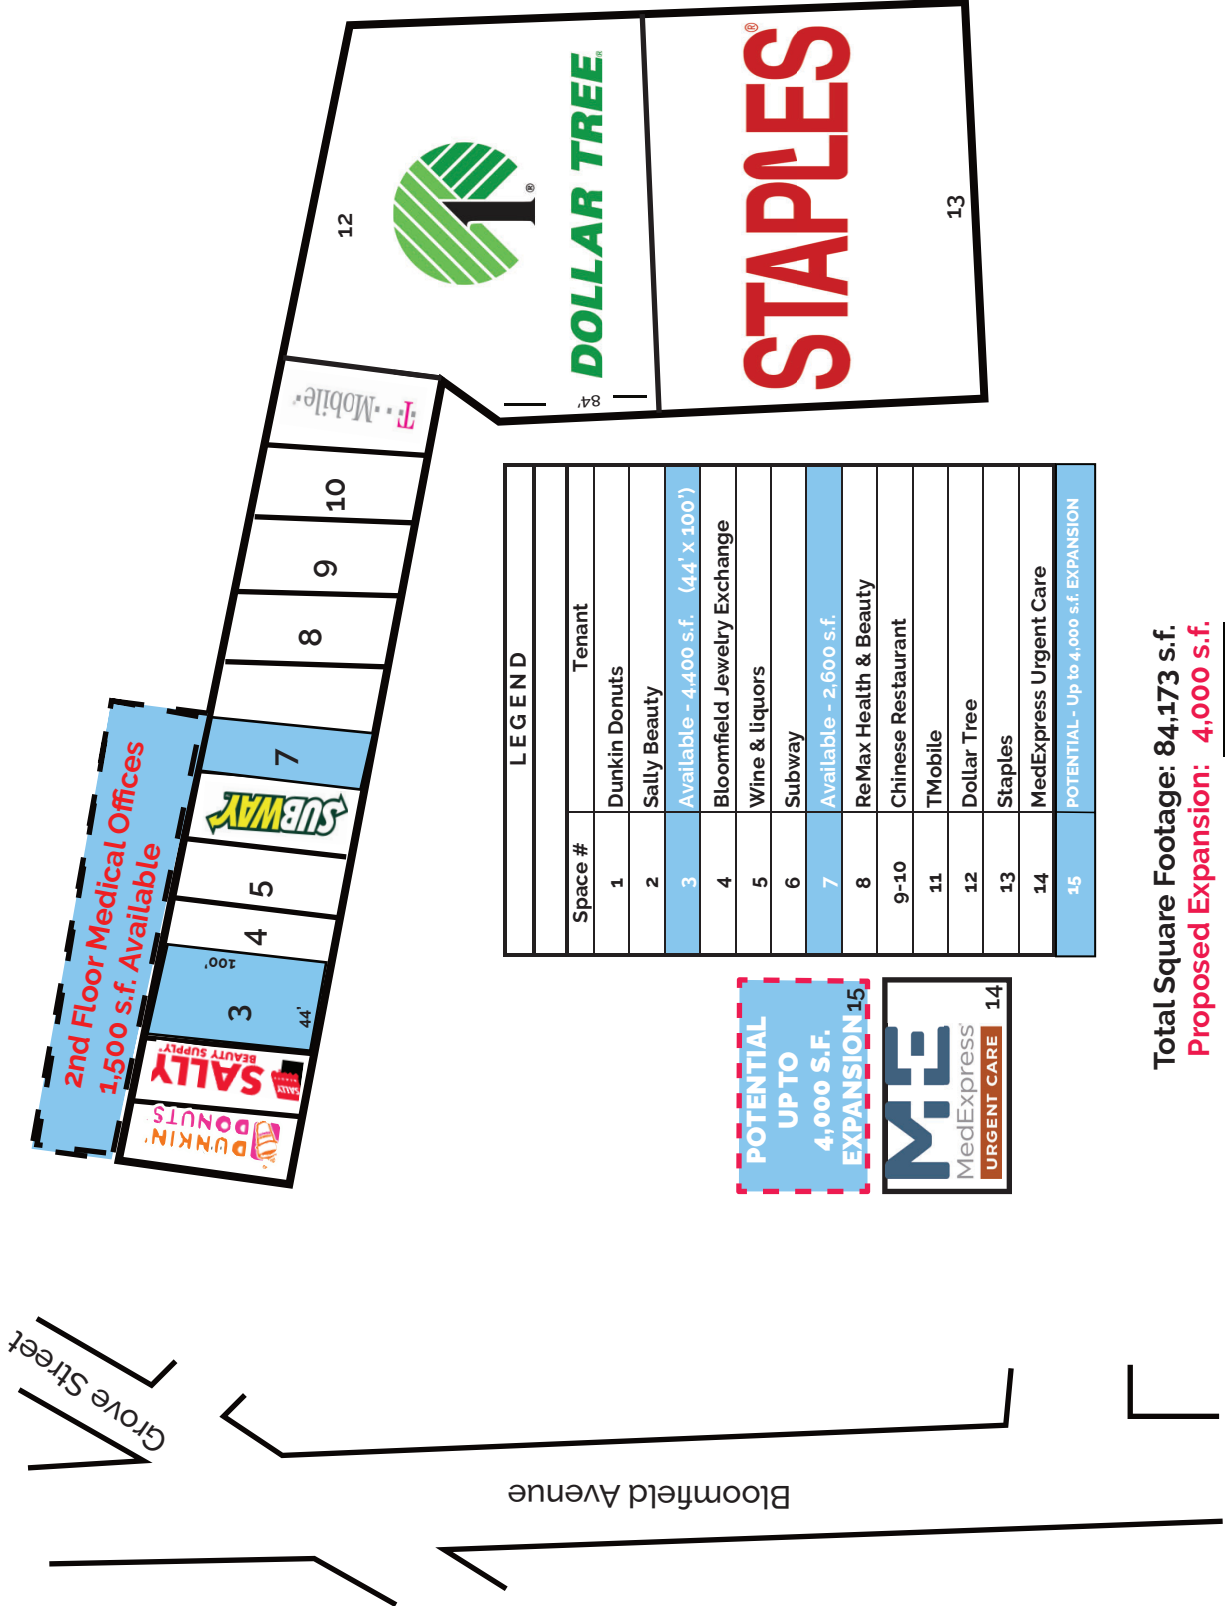 2nd Floor Medical Offices
1,500 s.f. Available
DUNKIN'
DONUTS
SALLY
BEAUTY SUPPLY
SALLY
BEAUTY
3
44'
100'
4
5
SUBWAY
7
8
9
10
T··Mobile·
12
DOLLAR TREE
84'
STAPLES
13
LEGEND
Space # Tenant
1 Dunkin Donuts
2 Sally Beauty
3 Available - 4,400 s.f. (44' x 100')
4 Bloomfield Jewelry Exchange
5 Wine & liquors
6 Subway
7 Available - 2,600 s.f.
8 ReMax Health & Beauty
9-10 Chinese Restaurant
11 TMobile
12 Dollar Tree
13 Staples
14 MedExpress Urgent Care
15 POTENTIAL - Up to 4,000 s.f. EXPANSION
POTENTIAL
UP TO
4,000 S.F.
EXPANSION
15
ME
MedExpress
URGENT CARE
14
Total Square Footage: 84,173 s.f.
Proposed Expansion: 4,000 s.f.
Grove Street
Bloomfield Avenue